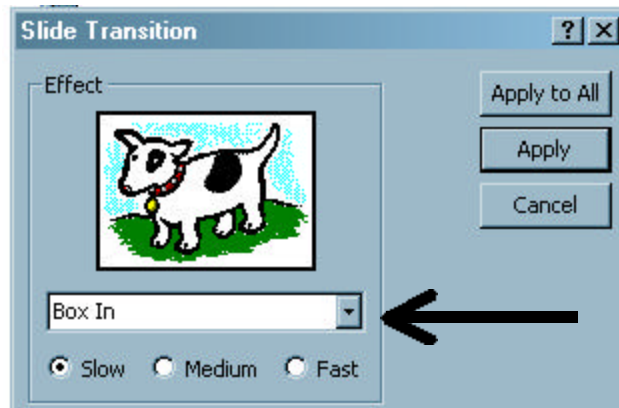 Slide Transition
Effect
Apply to All
Apply
Cancel
Box In
Slow Medium Fast